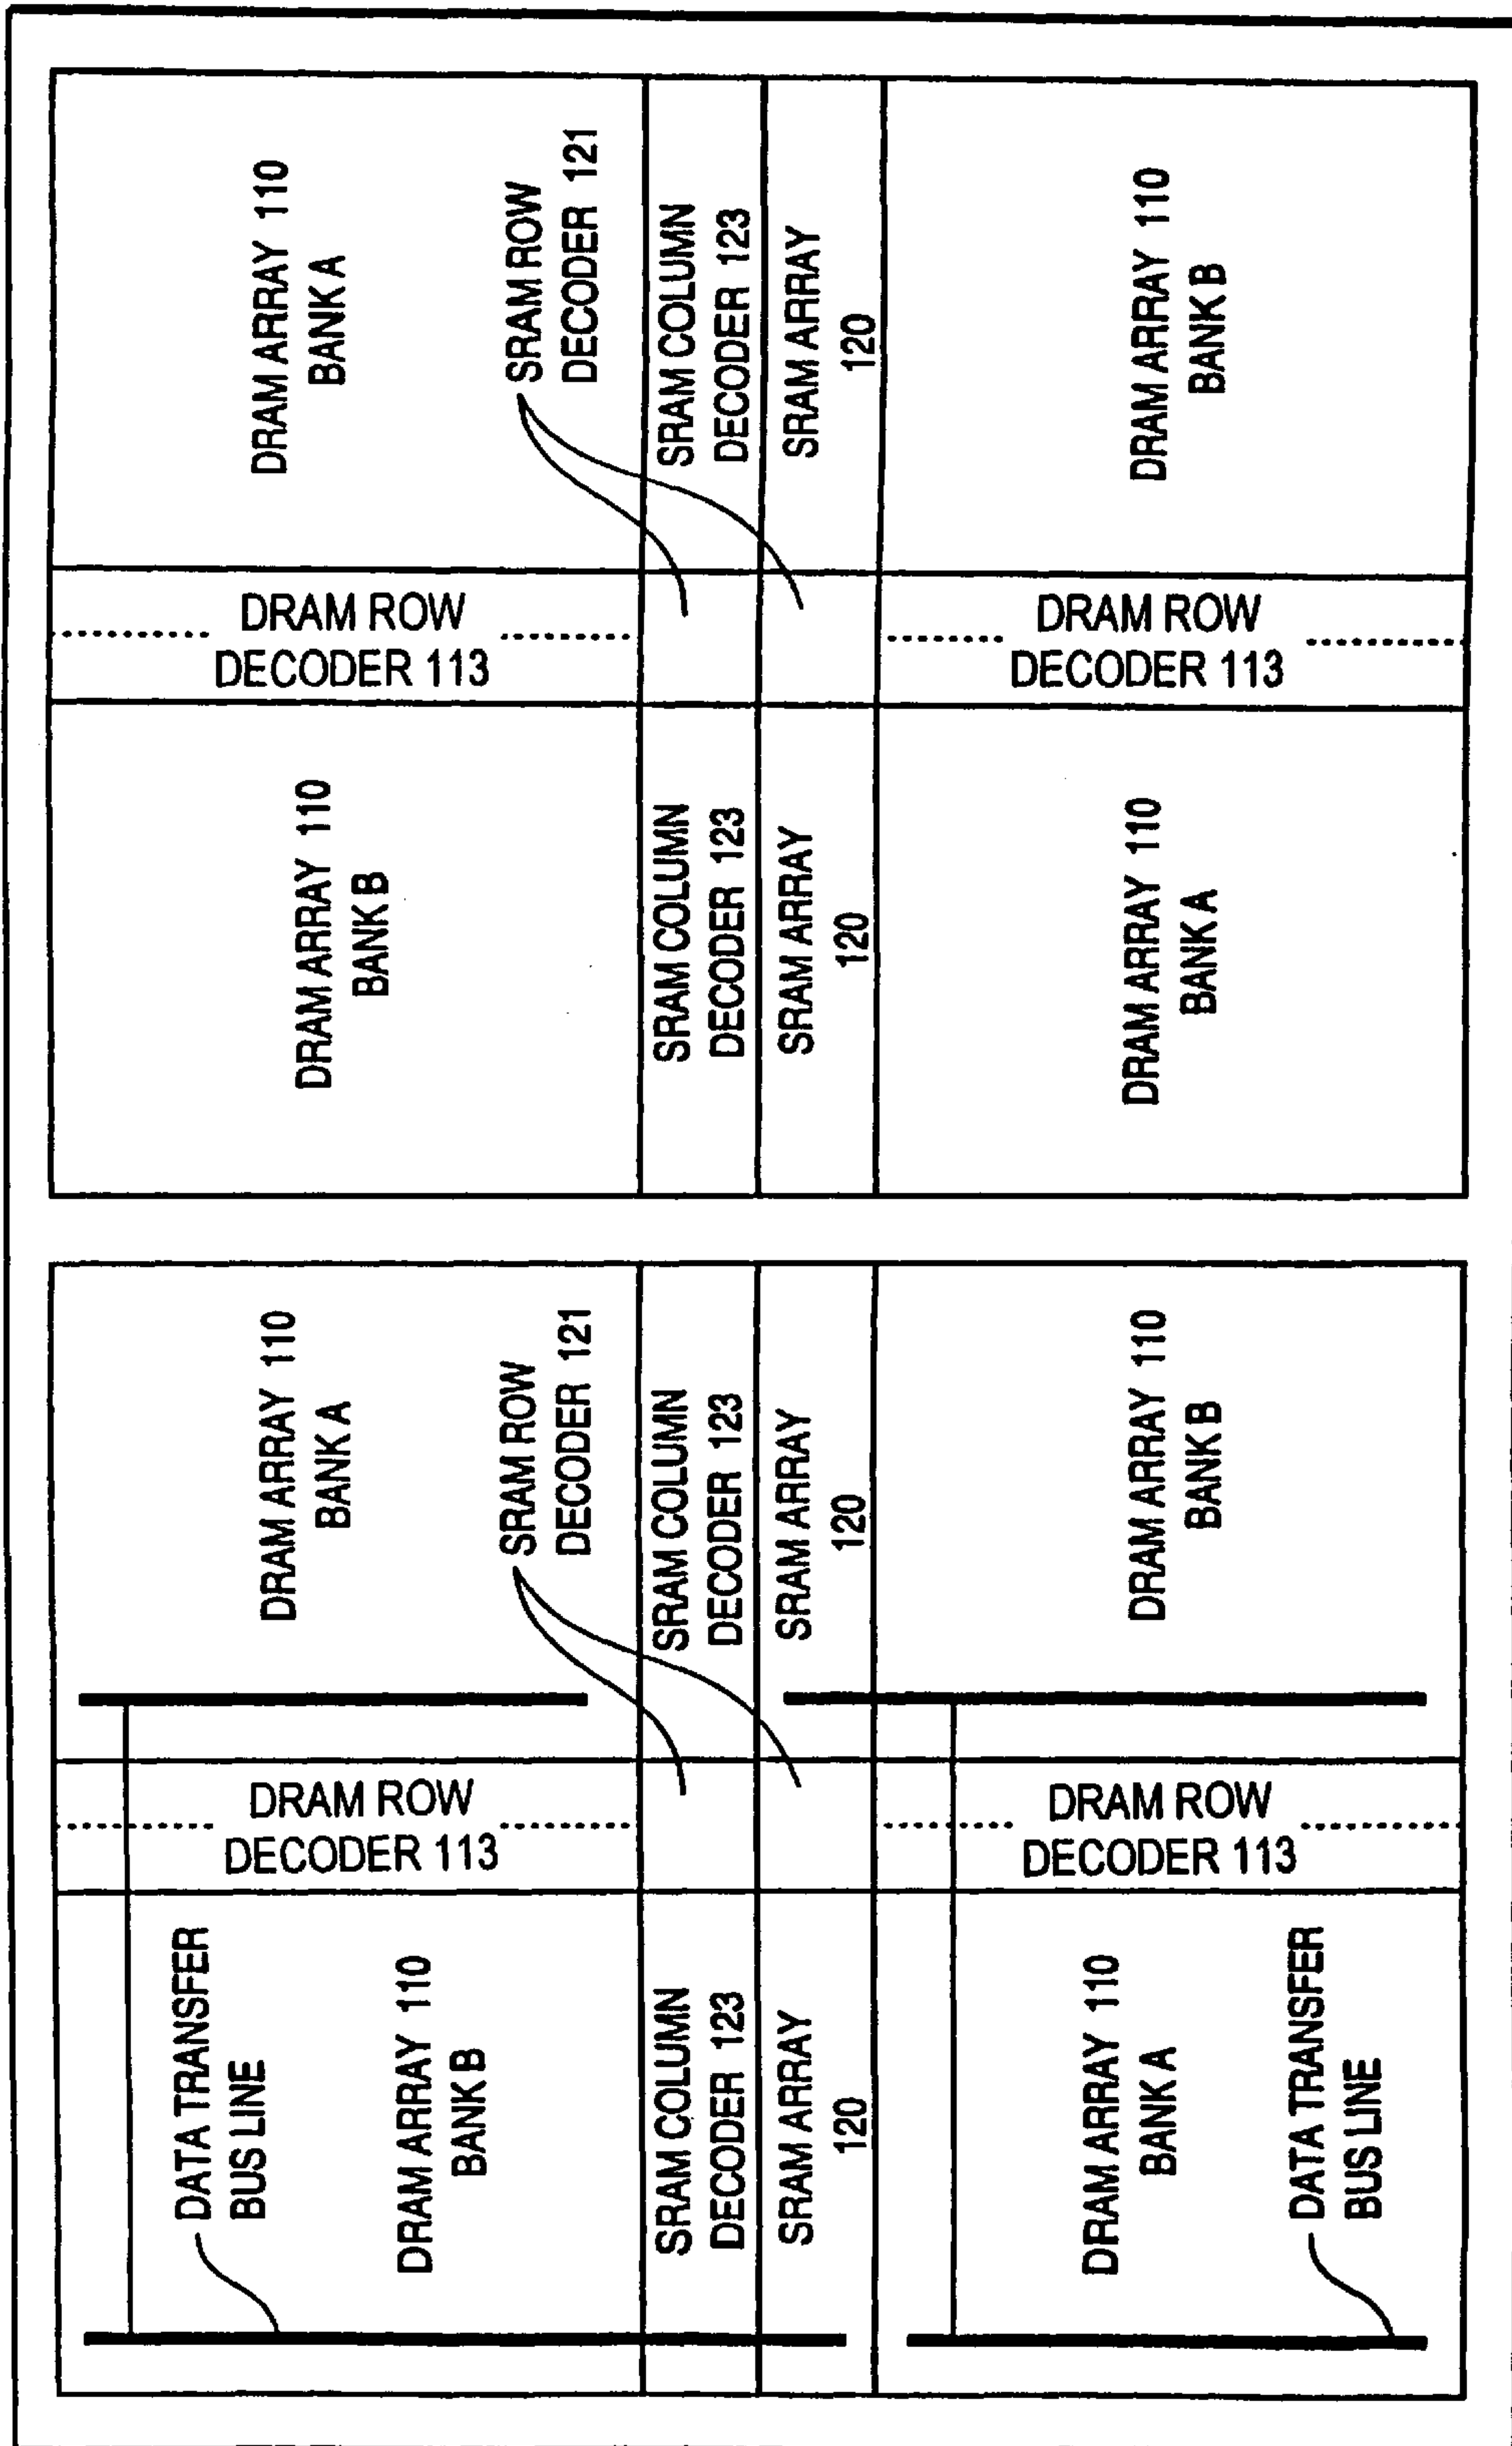 DATA TRANSFER
BUS LINE
DRAM ARRAY 110
BANK B
DRAM ROW
DECODER 113
DRAM ARRAY 110
BANK A
SRAM ROW
DECODER 121
SRAM COLUMN
DECODER 123
SRAM COLUMN
DECODER 123
SRAM ARRAY
120
SRAM ARRAY
120
DRAM ARRAY 110
BANK A
DATA TRANSFER
BUS LINE
DRAM ROW
DECODER 113
DRAM ARRAY 110
BANK B
DRAM ARRAY 110
BANK B
DRAM ROW
DECODER 113
DRAM ARRAY 110
BANK A
SRAM ROW
DECODER 121
SRAM COLUMN
DECODER 123
SRAM COLUMN
DECODER 123
SRAM ARRAY
120
SRAM ARRAY
120
DRAM ARRAY 110
BANK A
DRAM ROW
DECODER 113
DRAM ARRAY 110
BANK B